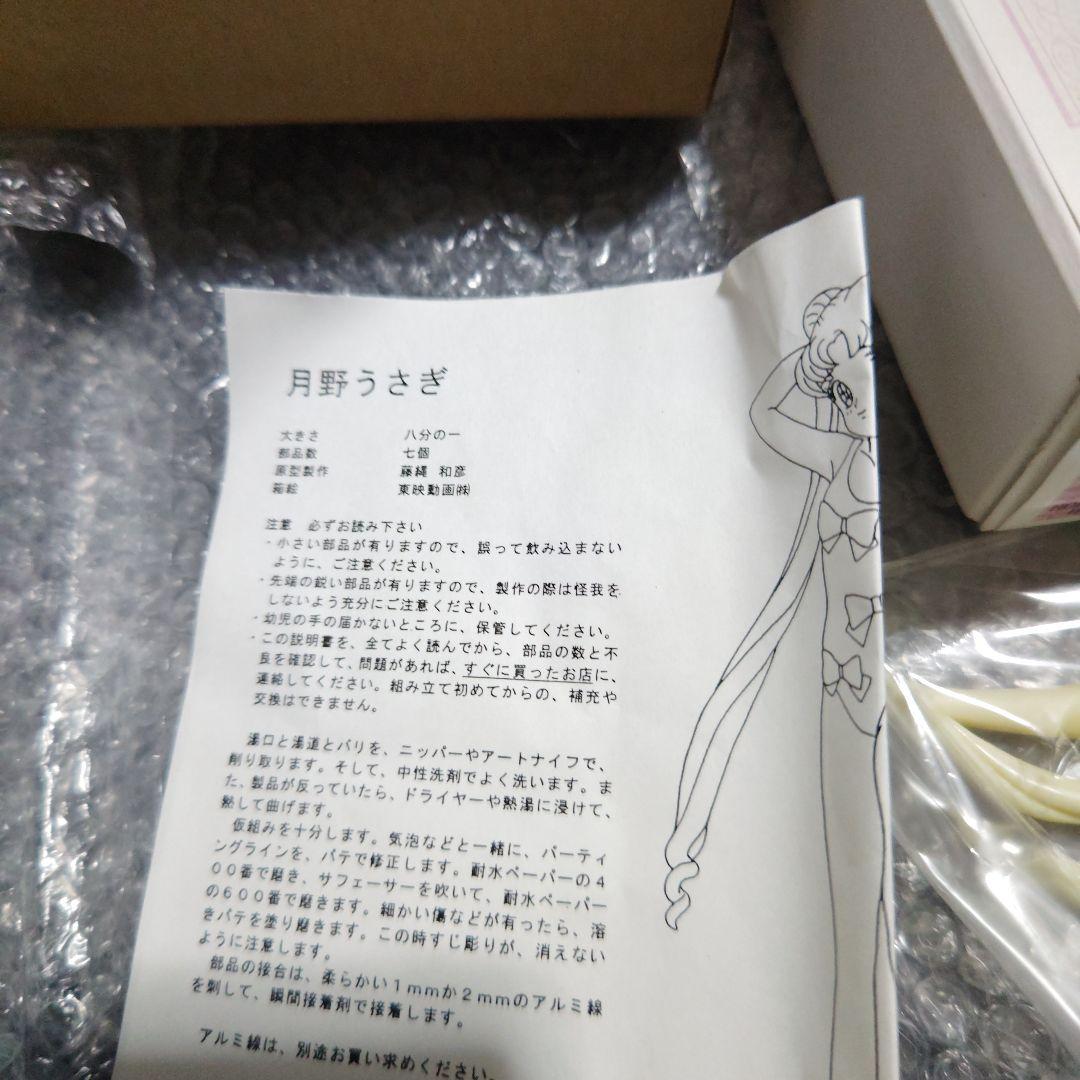 月野うさぎ
大きさ 八分の一
部品数 七個
原型製作 藤縄 和彦
箱絵 東映動画㈱
注意 必ずお読み下さい
・小さい部品が有りますので、誤って飲み込まない
ように、ご注意ください。
・先端の鋭い部品が有りますので、製作の際は怪我を
しないよう充分にご注意ください。
・幼児の手の届かないところに、保管してください。
・この説明書を、全てよく読んでから、部品の数と不
良を確認して、問題があれば、すぐに買ったお店に、
連絡してください。組み立て初めてからの、補充や
交換はできません。
湯口と湯道とバリを、ニッパーやアートナイフで、
削り取ります。そして、中性洗剤でよく洗います。ま
た、製品が反っていたら、ドライヤーや熱湯に浸けて、
熱して曲げます。
仮組みを十分します。気泡などと一緒に、パーティ
ングラインを、パテで修正します。耐水ペーパーの４
００番で磨き、サフェーサーを吹いて、耐水ペーパー
の６００番で磨きます。細かい傷などが有ったら、溶
きパテを塗り磨きます。この時すじ彫りが、消えない
ように注意します。
部品の接合は、柔らかい１ｍｍか２ｍｍのアルミ線
を刺して、瞬間接着剤で接着します。
アルミ線は、別途お買い求めください。